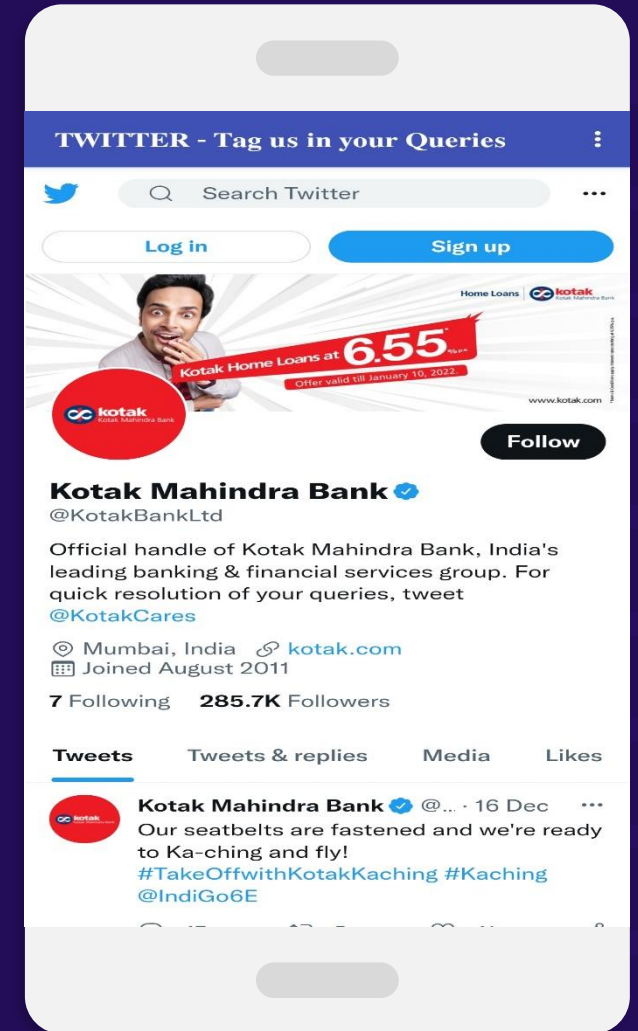 TWITTER - Tag us in your Queries
Search Twitter
Log in
Sign up
Home Loans
kotak
Kotak Mahindra Bank
Kotak Home Loans at 6.55
Offer valid till January 10, 2022.
www.kotak.com
kotak
Kotak Mahindra Bank
Follow
Kotak Mahindra Bank
@KotakBankLtd
Official handle of Kotak Mahindra Bank, India's
leading banking & financial services group. For
quick resolution of your queries, tweet
@KotakCares
Mumbai, India kotak.com
Joined August 2011
7 Following 285.7K Followers
Tweets Tweets & replies Media Likes
kotak
Kotak Mahindra Bank @... · 16 Dec
Our seatbelts are fastened and we're ready
to Ka-ching and fly!
#TakeOffwithKotakKaching #Kaching
@IndiGo6E